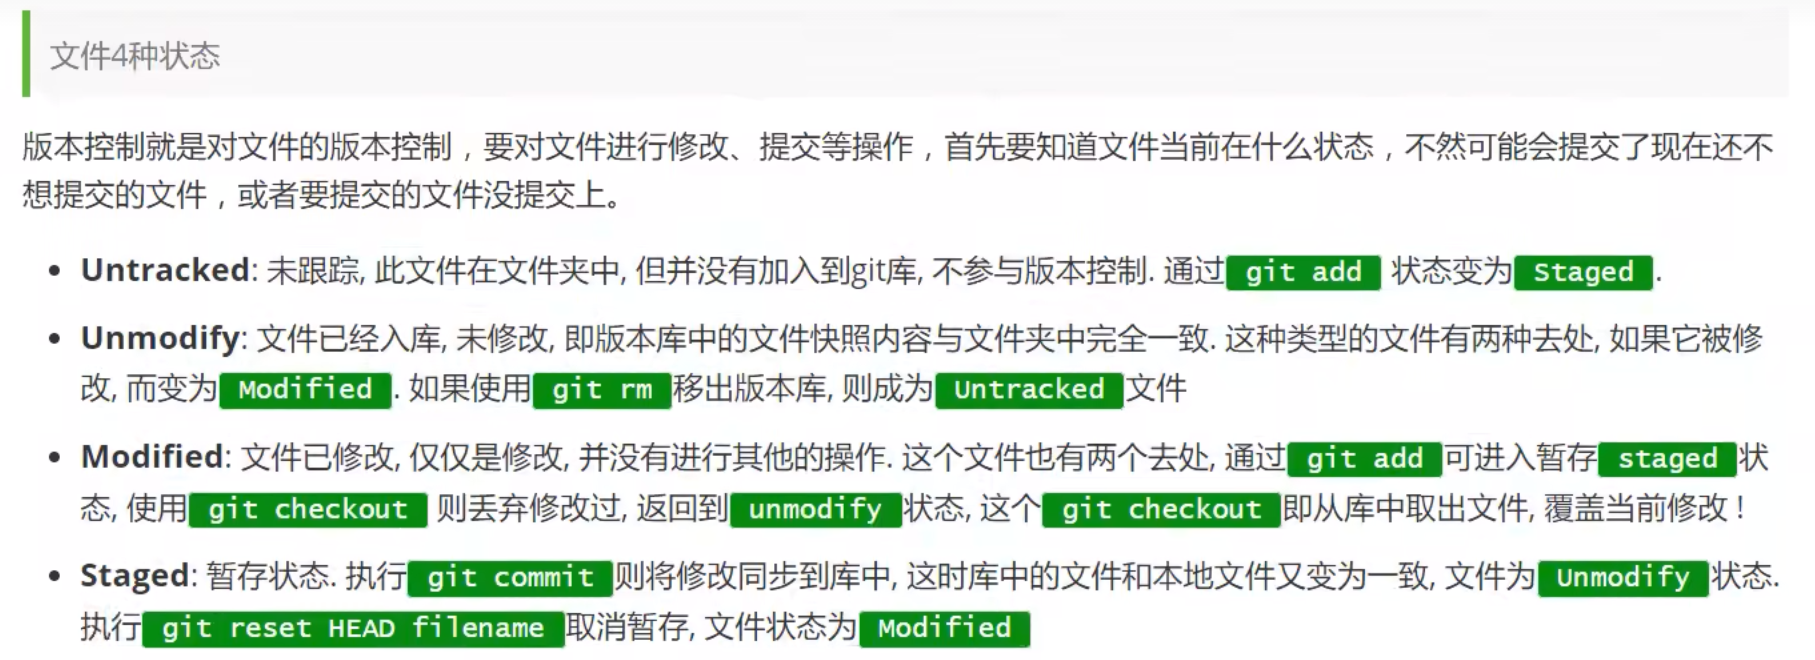 文件4种状态
版本控制就是对文件的版本控制，要对文件进行修改、提交等操作，首先要知道文件当前在什么状态，不然可能会提交了现在还不
想提交的文件，或者要提交的文件没提交上。
• Untracked: 未跟踪, 此文件在文件夹中, 但并没有加入到git库, 不参与版本控制. 通过 git add 状态变为 Staged .
• Unmodify: 文件已经入库, 未修改, 即版本库中的文件快照内容与文件夹中完全一致. 这种类型的文件有两种去处, 如果它被修
改, 而变为 Modified . 如果使用 git rm 移出版本库, 则成为 Untracked 文件
• Modified: 文件已修改, 仅仅是修改, 并没有进行其他的操作. 这个文件也有两个去处, 通过 git add 可进入暂存 staged 状
态, 使用 git checkout 则丢弃修改过, 返回到 unmodify 状态, 这个 git checkout 即从库中取出文件, 覆盖当前修改！
• Staged: 暂存状态. 执行 git commit 则将修改同步到库中, 这时库中的文件和本地文件又变为一致, 文件为 Unmodify 状态.
执行 git reset HEAD filename 取消暂存, 文件状态为 Modified